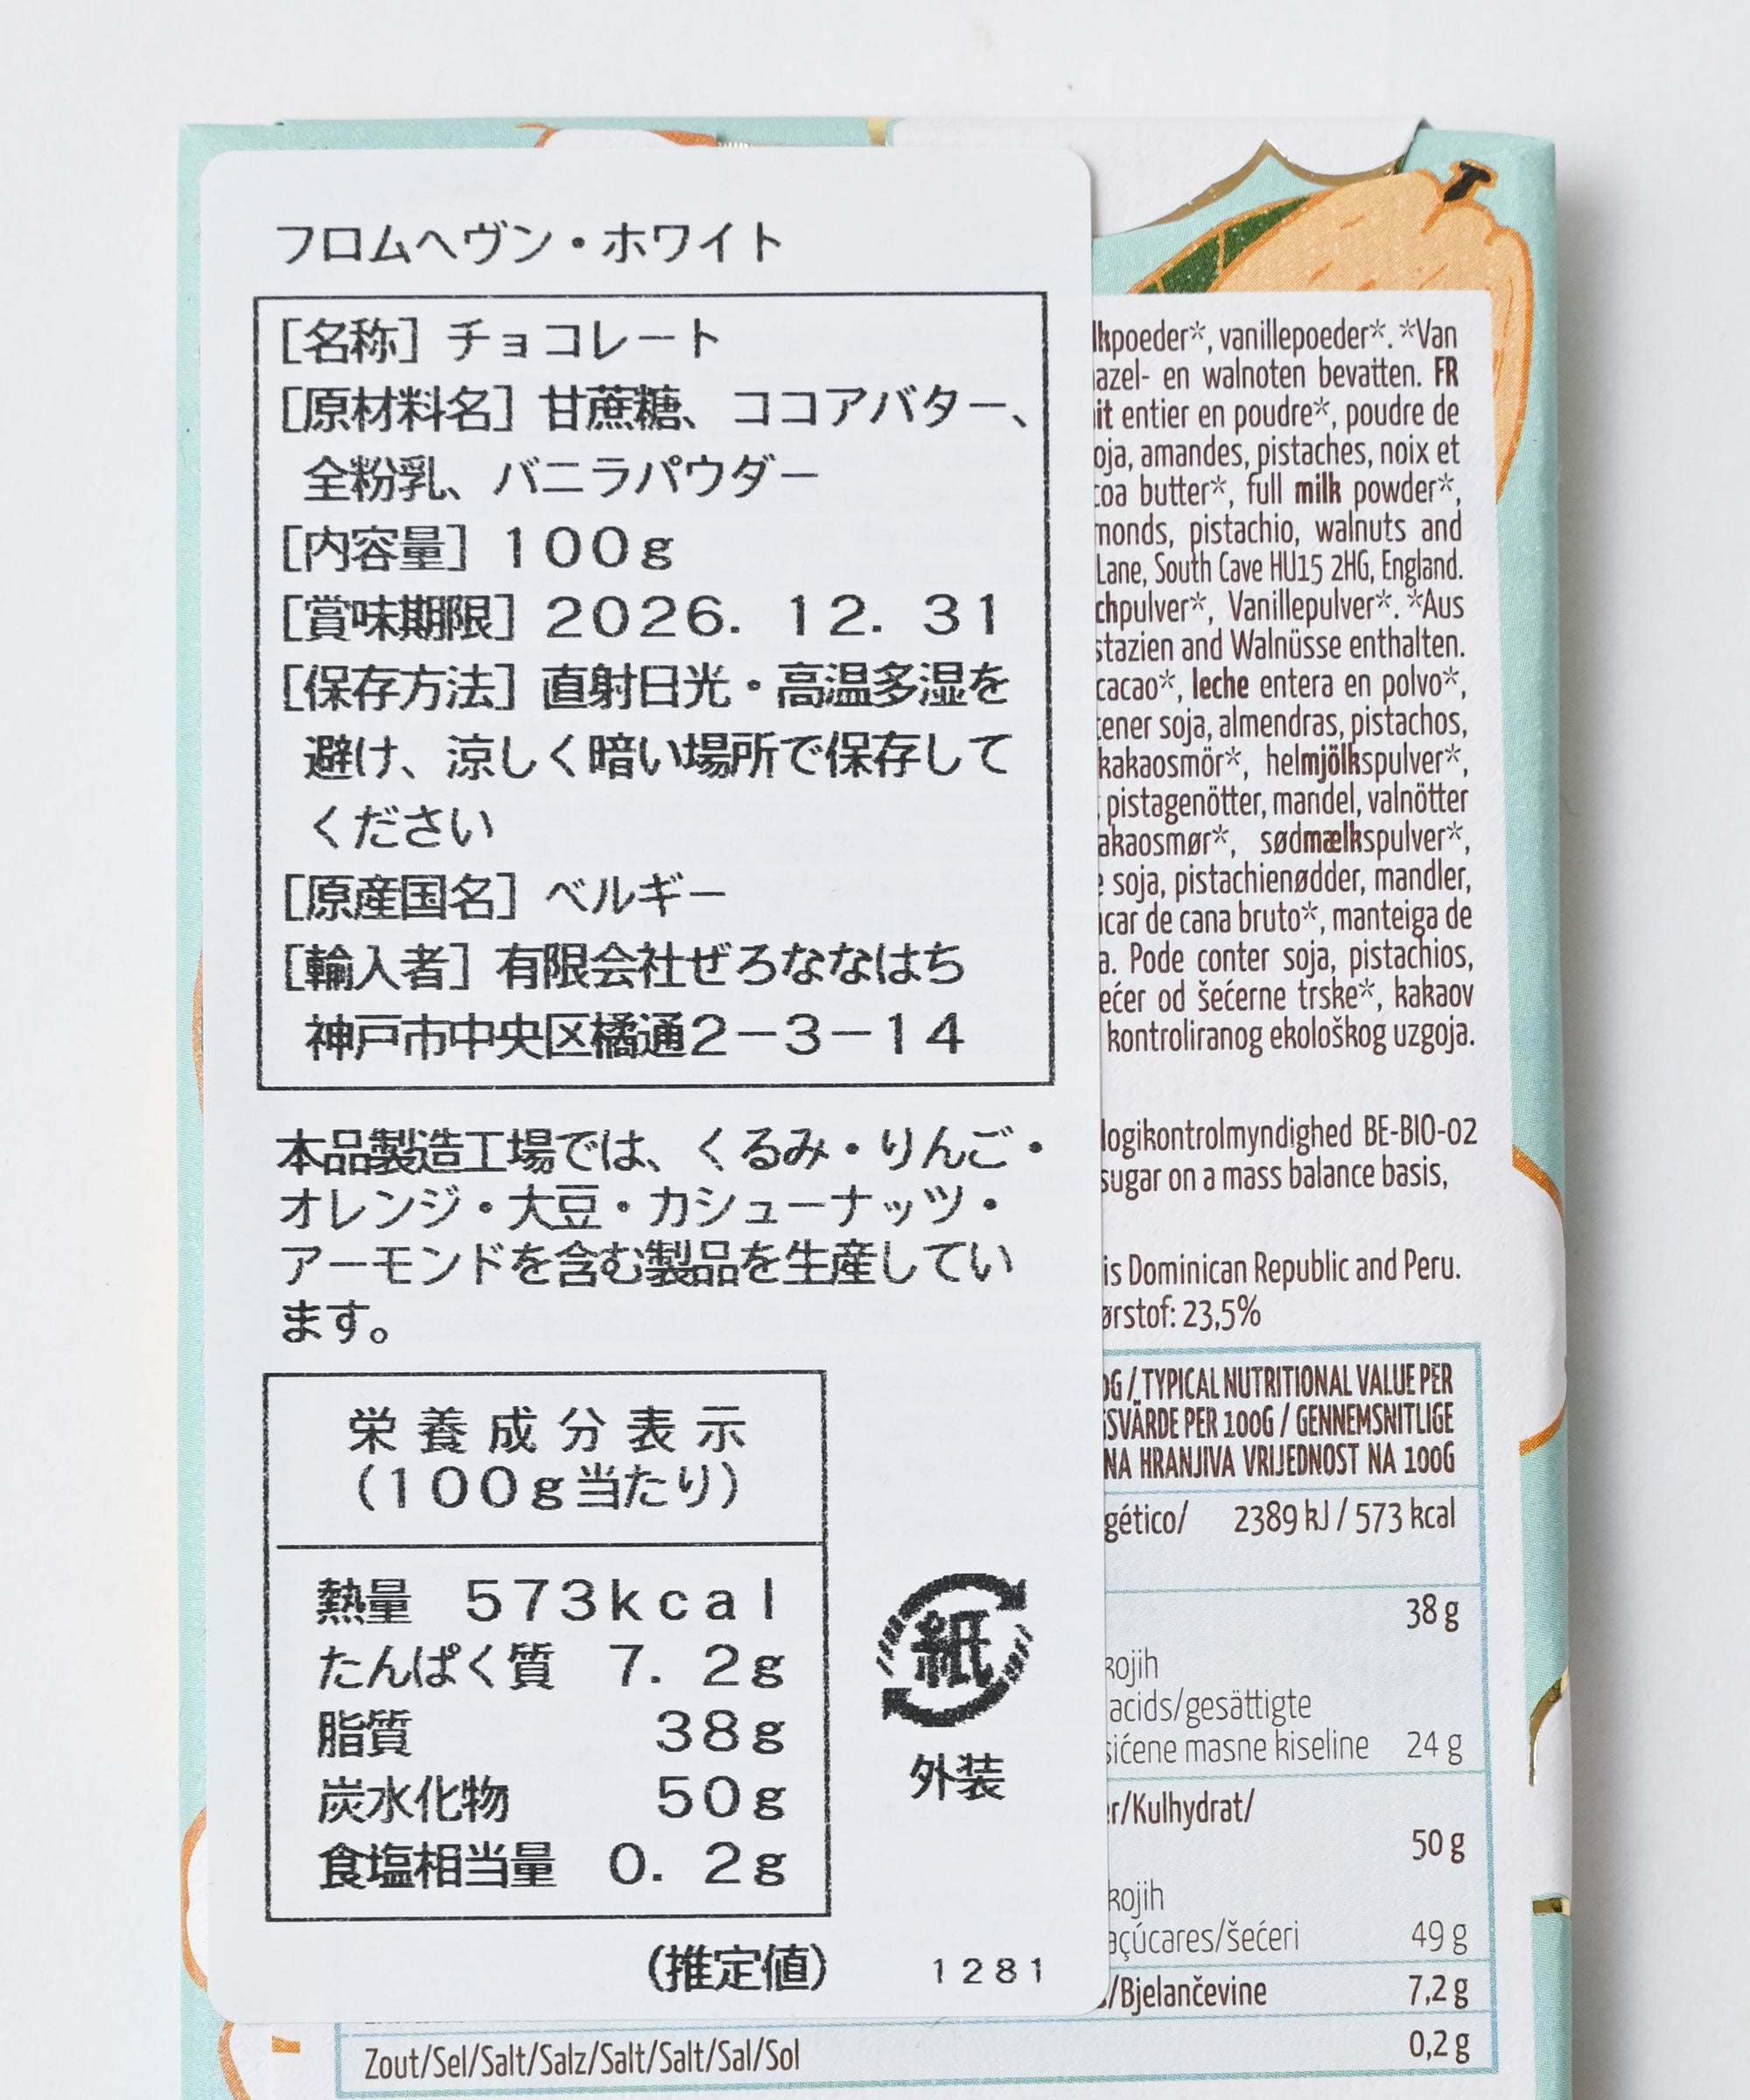 フロムヘヴン・ホワイト
[名称] チョコレート
[原材料名] 甘蔗糖、ココアバター、
全粉乳、バニラパウダー
[内容量] 100g
[賞味期限] 2026. 12. 31
[保存方法] 直射日光・高温多湿を
避け、涼しく暗い場所で保存して
ください
[原産国名] ベルギー
[輸入者] 有限会社ぜろななはち
神戸市中央区橘通2-3-14
本品製造工場では、くるみ・りんご・
オレンジ・大豆・カシューナッツ・
アーモンドを含む製品を生産してい
ます。
栄養成分表示
(100g当たり)
熱量 573kcal
たんぱく質 7. 2g
脂質 38g
炭水化物 50g
食塩相当量 0. 2g
(推定値) 1281
紙
外装
lkpoeder*, vanillepoeder*. *Van
azel- en walnoten bevatten. FR
it entier en poudre*, poudre de
oja, amandes, pistaches, noix et
coa butter*, full milk powder*,
monds, pistachio, walnuts and
Lane, South Cave HU15 2HG, England.
chpulver*, Vanillepulver*. *Aus
stazien and Walnüsse enthalten.
cacao*, leche entera en polvo*,
tener soja, almendras, pistachos,
kakaosmör*, helmjölkspulver*,
pistagenötter, mandel, valnötter
akaosmør*, sødmælkspulver*,
e soja, pistachienødder, mandler,
car de cana bruto*, manteiga de
a. Pode conter soja, pistachios,
ećer od šećerne trske*, kakaov
kontroliranog ekološkog uzgoja.
logikontrolmyndighed BE-BIO-02
sugar on a mass balance basis,
is Dominican Republic and Peru.
ørstof: 23,5%
G / TYPICAL NUTRITIONAL VALUE PER
SVÄRDE PER 100G / GENNEMSNITLIGE
NA HRANJIVA VRIJEDNOST NA 100G
gético/ 2389 kJ / 573 kcal
38 g
kojih
acids/gesättigte
sićene masne kiseline 24 g
r/Kulhydrat/
50 g
kojih
açúcares/šećeri 49 g
/Bjelančevine 7,2 g
Zout/Sel/Salt/Salz/Salt/Salt/Sal/Sol 0,2 g